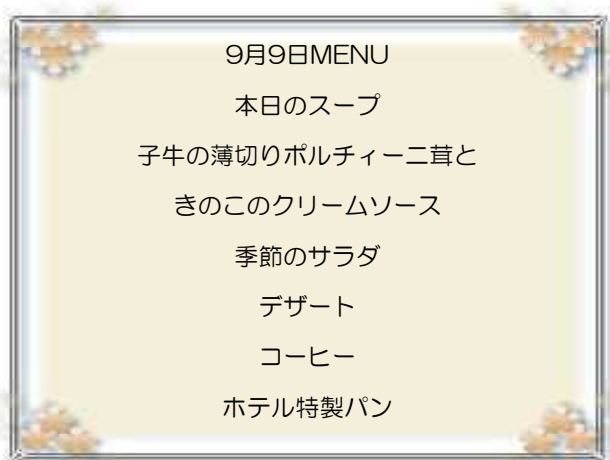 9月9日MENU
本日のスープ
子牛の薄切りポルチィーニ茸と
きのこのクリームソース
季節のサラダ
デザート
コーヒー
ホテル特製パン